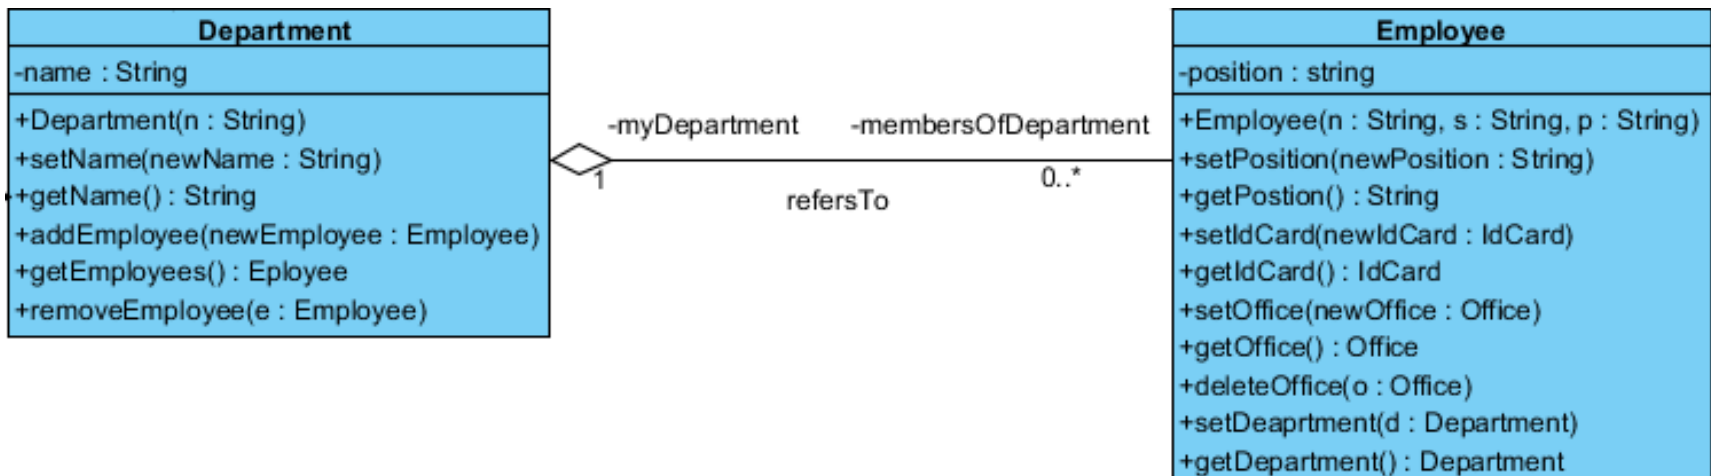 Department
-name : String
+Department(n : String)
+setName(newName : String)
+getName() : String
+addEmployee(newEmployee : Employee)
+getEmployees() : Eployee
+removeEmployee(e : Employee)
-myDepartment
-membersOfDepartment
1
0..*
refersTo
Employee
-position : string
+Employee(n : String, s : String, p : String)
+setPosition(newPosition : String)
+getPostion() : String
+setIdCard(newIdCard : IdCard)
+getIdCard() : IdCard
+setOffice(newOffice : Office)
+getOffice() : Office
+deleteOffice(o : Office)
+setDeaprtment(d : Department)
+getDepartment() : Department